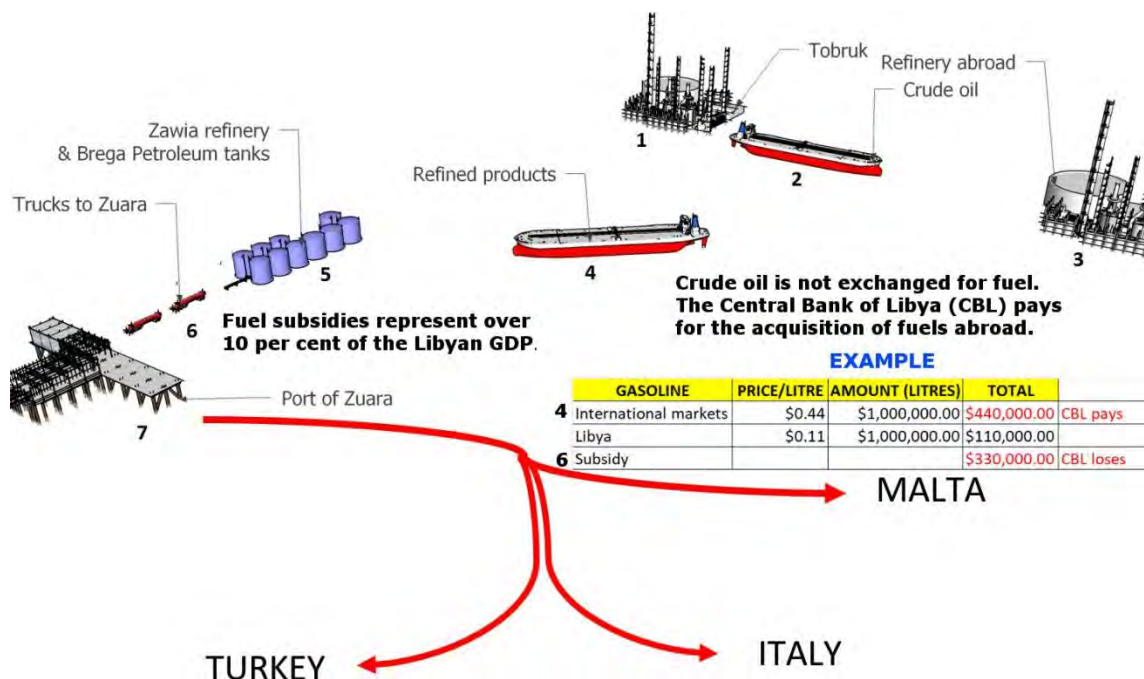 Tobruk
Refinery abroad
Crude oil
1
2
3
Zawia refinery
& Brega Petroleum tanks
Refined products
Trucks to Zuara
5
4
6
Fuel subsidies represent over
10 per cent of the Libyan GDP.
Crude oil is not exchanged for fuel.
The Central Bank of Libya (CBL) pays
for the acquisition of fuels abroad.
Port of Zuara
7
EXAMPLE
GASOLINE PRICE/LITRE AMOUNT (LITRES) TOTAL
4 International markets $0.44 $1,000,000.00 $440,000.00 CBL pays
Libya $0.11 $1,000,000.00 $110,000.00
6 Subsidy $330,000.00 CBL loses
MALTA
ITALY
TURKEY